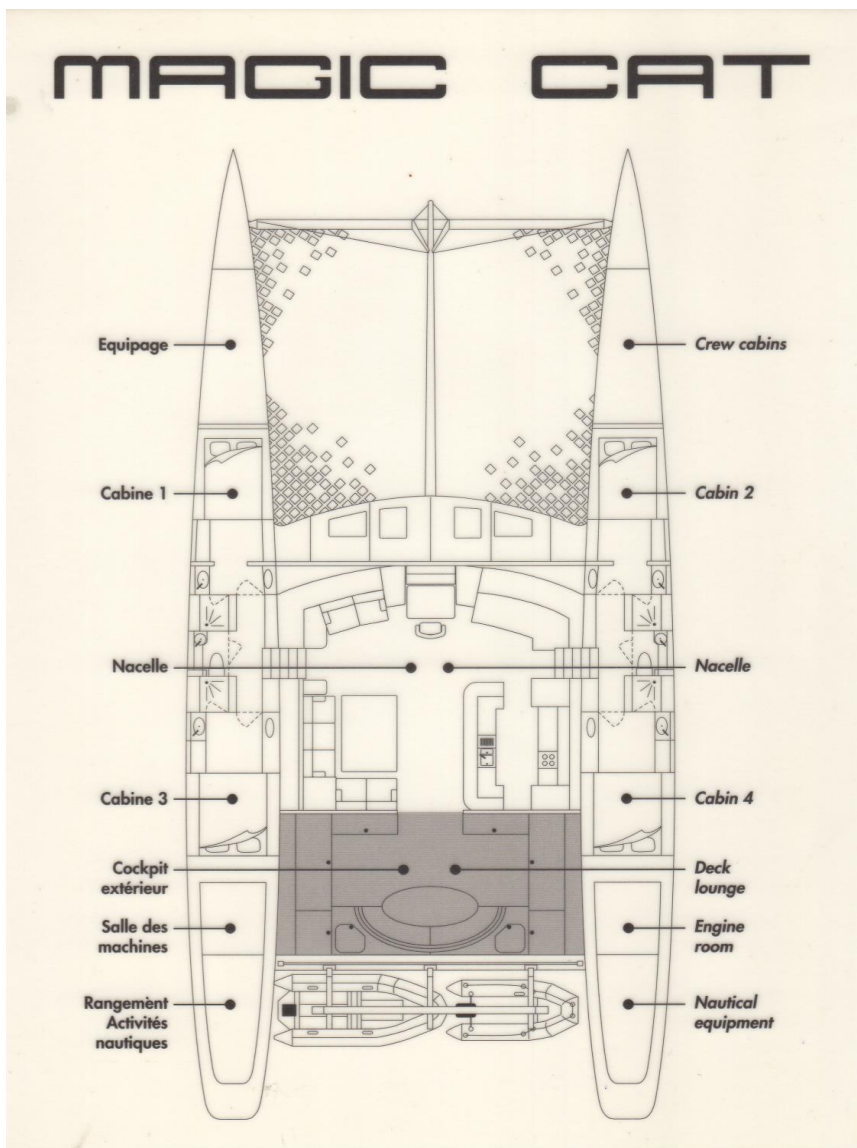 MAGIC CAT
Equipage
Crew cabins
Cabine 1
Cabin 2
Nacelle
Nacelle
Cabine 3
Cabin 4
Cockpit
extérieur
Deck
lounge
Salle des
machines
Engine
room
Rangement
Activités
nautiques
Nautical
equipment